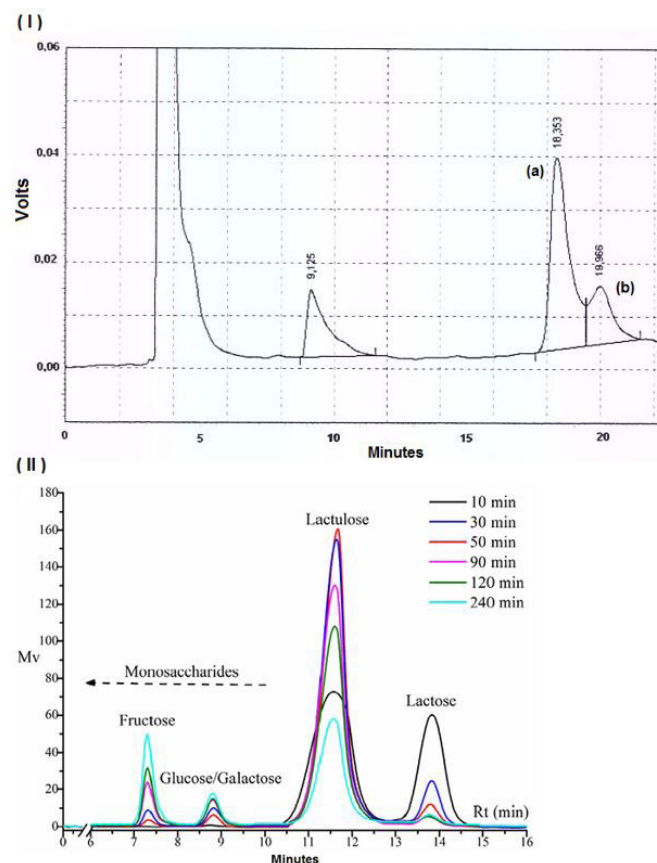 ( I )
0.06
0.04
0.02
0.00
Volts
9,125
18,353
19,966
(a)
(b)
0 5 10 15 20
Minutes
( II )
180
160
140
120
100
80
60
40
20
0
Mv
Lactulose
10 min
30 min
50 min
90 min
120 min
240 min
Monosaccharides
Fructose
Glucose/Galactose
Lactose
Rt (min)
0 6 7 8 9 10 11 12 13 14 15 16
Minutes